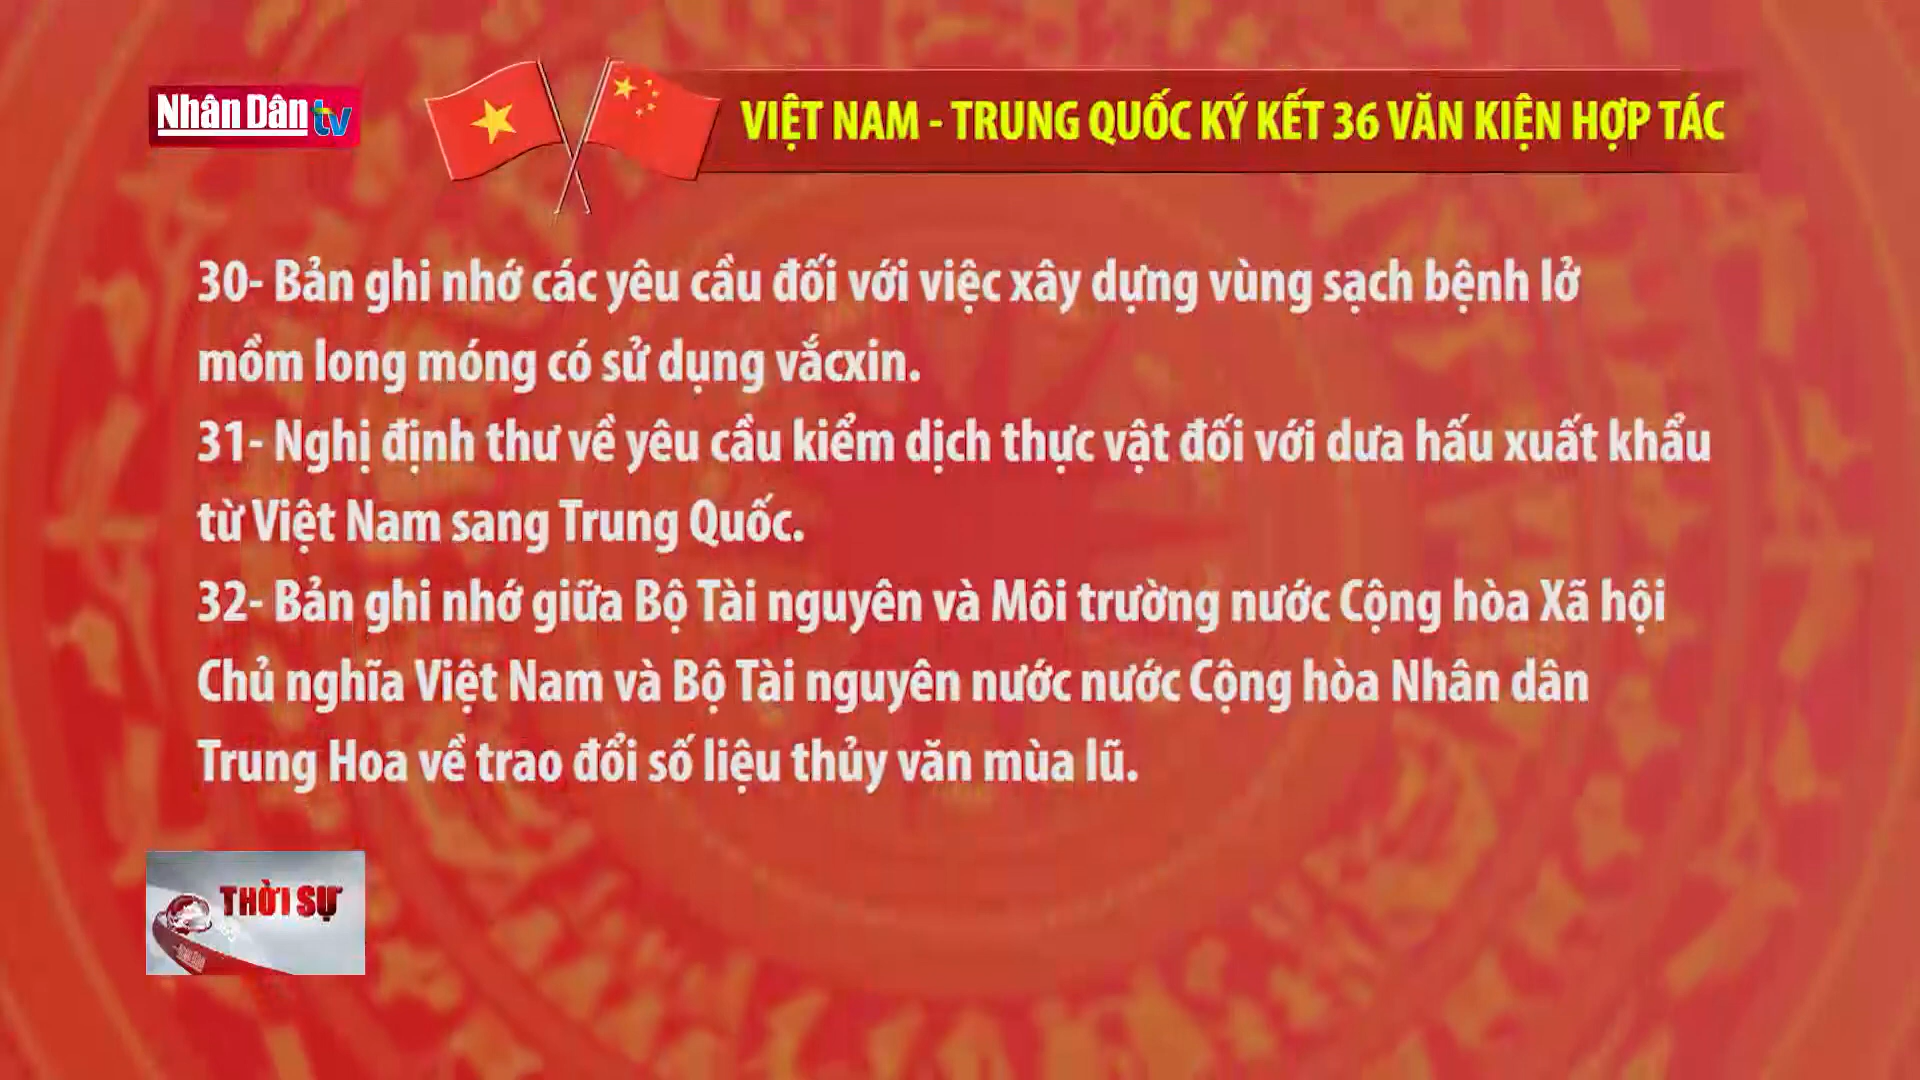 Nhân Dân tv
VIỆT NAM - TRUNG QUỐC KÝ KẾT 36 VĂN KIỆN HỢP TÁC
30- Bản ghi nhớ các yêu cầu đối với việc xây dựng vùng sạch bệnh lở
mồm long móng có sử dụng vắcxin.
31- Nghị định thư về yêu cầu kiểm dịch thực vật đối với dưa hấu xuất khẩu
từ Việt Nam sang Trung Quốc.
32- Bản ghi nhớ giữa Bộ Tài nguyên và Môi trường nước Cộng hòa Xã hội
Chủ nghĩa Việt Nam và Bộ Tài nguyên nước nước Cộng hòa Nhân dân
Trung Hoa về trao đổi số liệu thủy văn mùa lũ.
THỜI SỰ